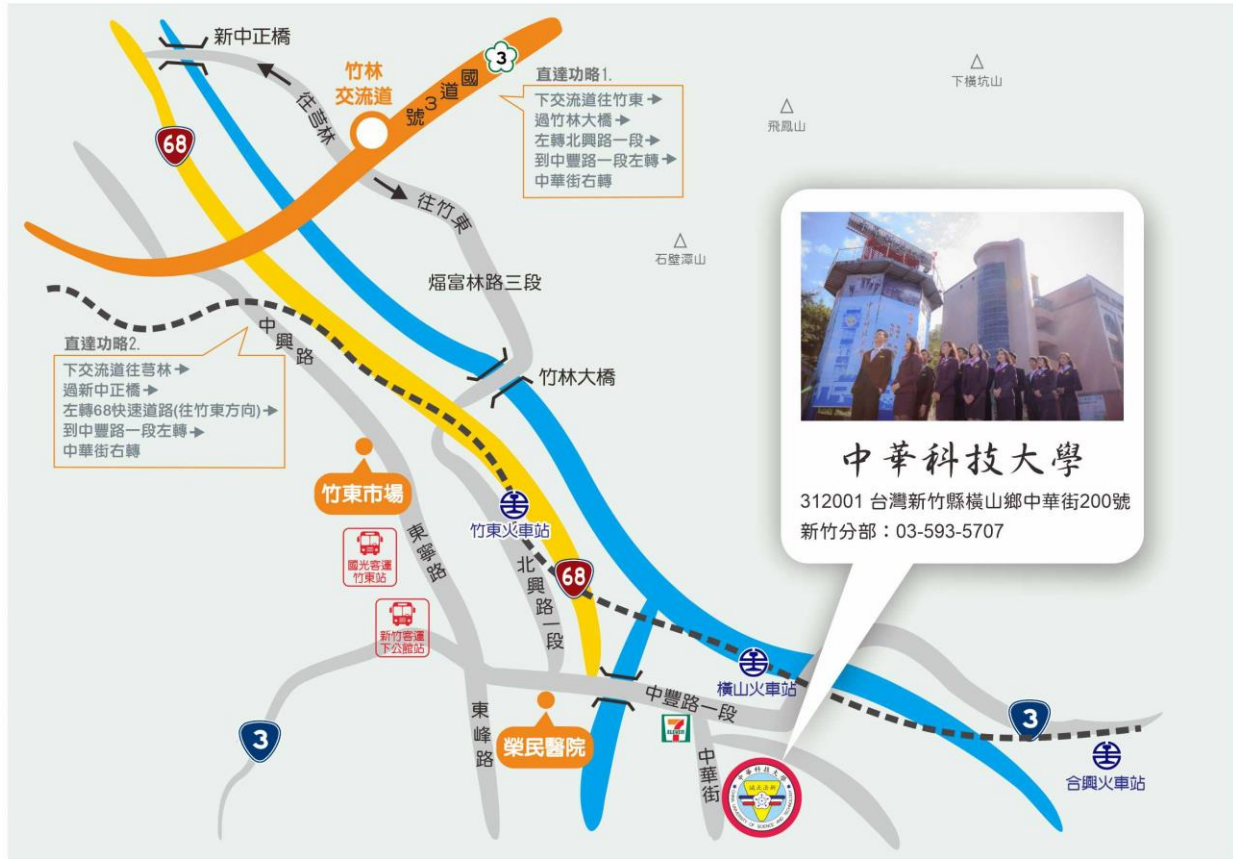 新中正橋
竹林
交流道
國道3號
3
往芎林
往竹東
68
直達功略1.
下交流道往竹東→
過竹林大橋→
左轉北興路一段→
到中豐路一段左轉→
中華街右轉
下橫坑山
飛鳳山
石壁潭山
煏富林路三段
中興路
直達功略2.
下交流道往芎林→
過新中正橋→
左轉68快速道路(往竹東方向)→
到中豐路一段左轉→
中華街右轉
竹林大橋
中華科技大學
312001 台灣新竹縣橫山鄉中華街200號
新竹分部：03-593-5707
竹東市場
竹東火車站
東寧路
國光客運
竹東站
北興路一段
68
新竹客運
下公館站
橫山火車站
中豐路一段
3
東峰路
榮民醫院
7
ELEVEN
中華街
3
合興火車站
中華科技大學